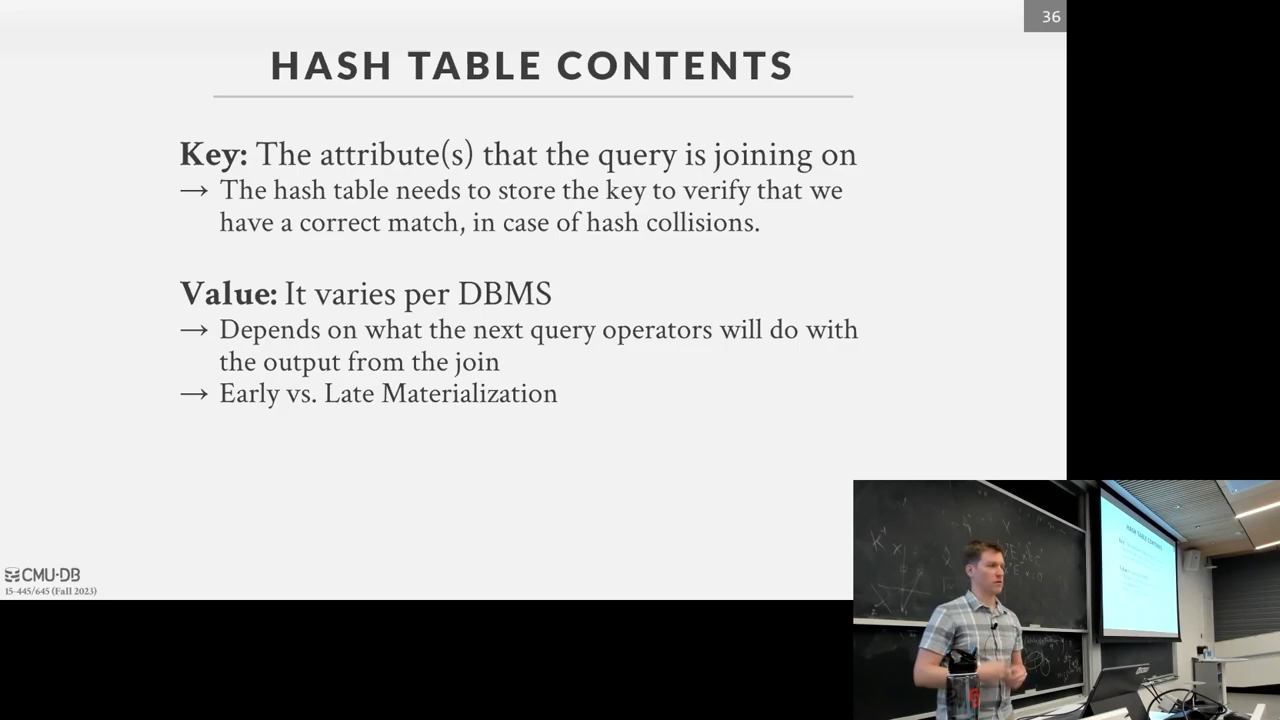 36
HASH TABLE CONTENTS
Key: The attribute(s) that the query is joining on
→ The hash table needs to store the key to verify that we
have a correct match, in case of hash collisions.
Value: It varies per DBMS
→ Depends on what the next query operators will do with
the output from the join
→ Early vs. Late Materialization
CMU·DB
15-445/645 (Fall 2023)
HASH TABLE CONTENTS